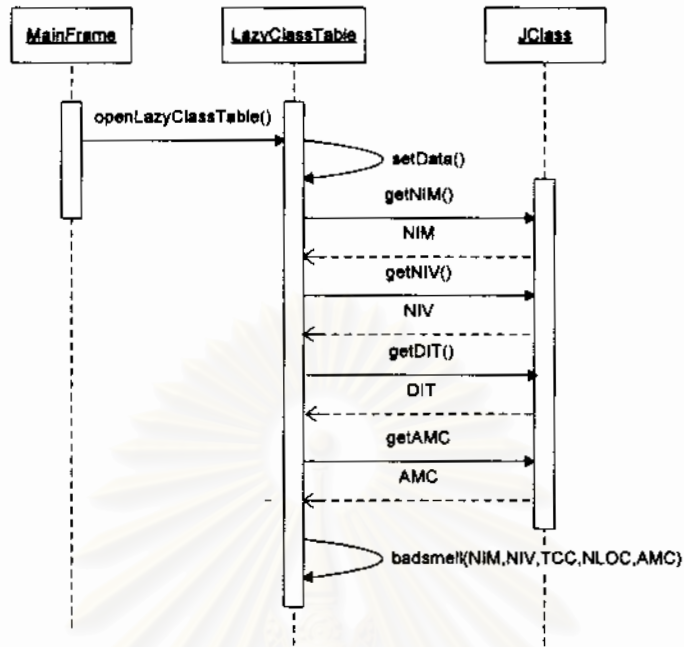 MainFrame LazyClassTable JClass
openLazyClassTable()
setData()
getNIM()
NIM
getNIV()
NIV
getDIT()
DIT
getAMC
AMC
badsmell(NIM,NIV,TCC,NLOC,AMC)